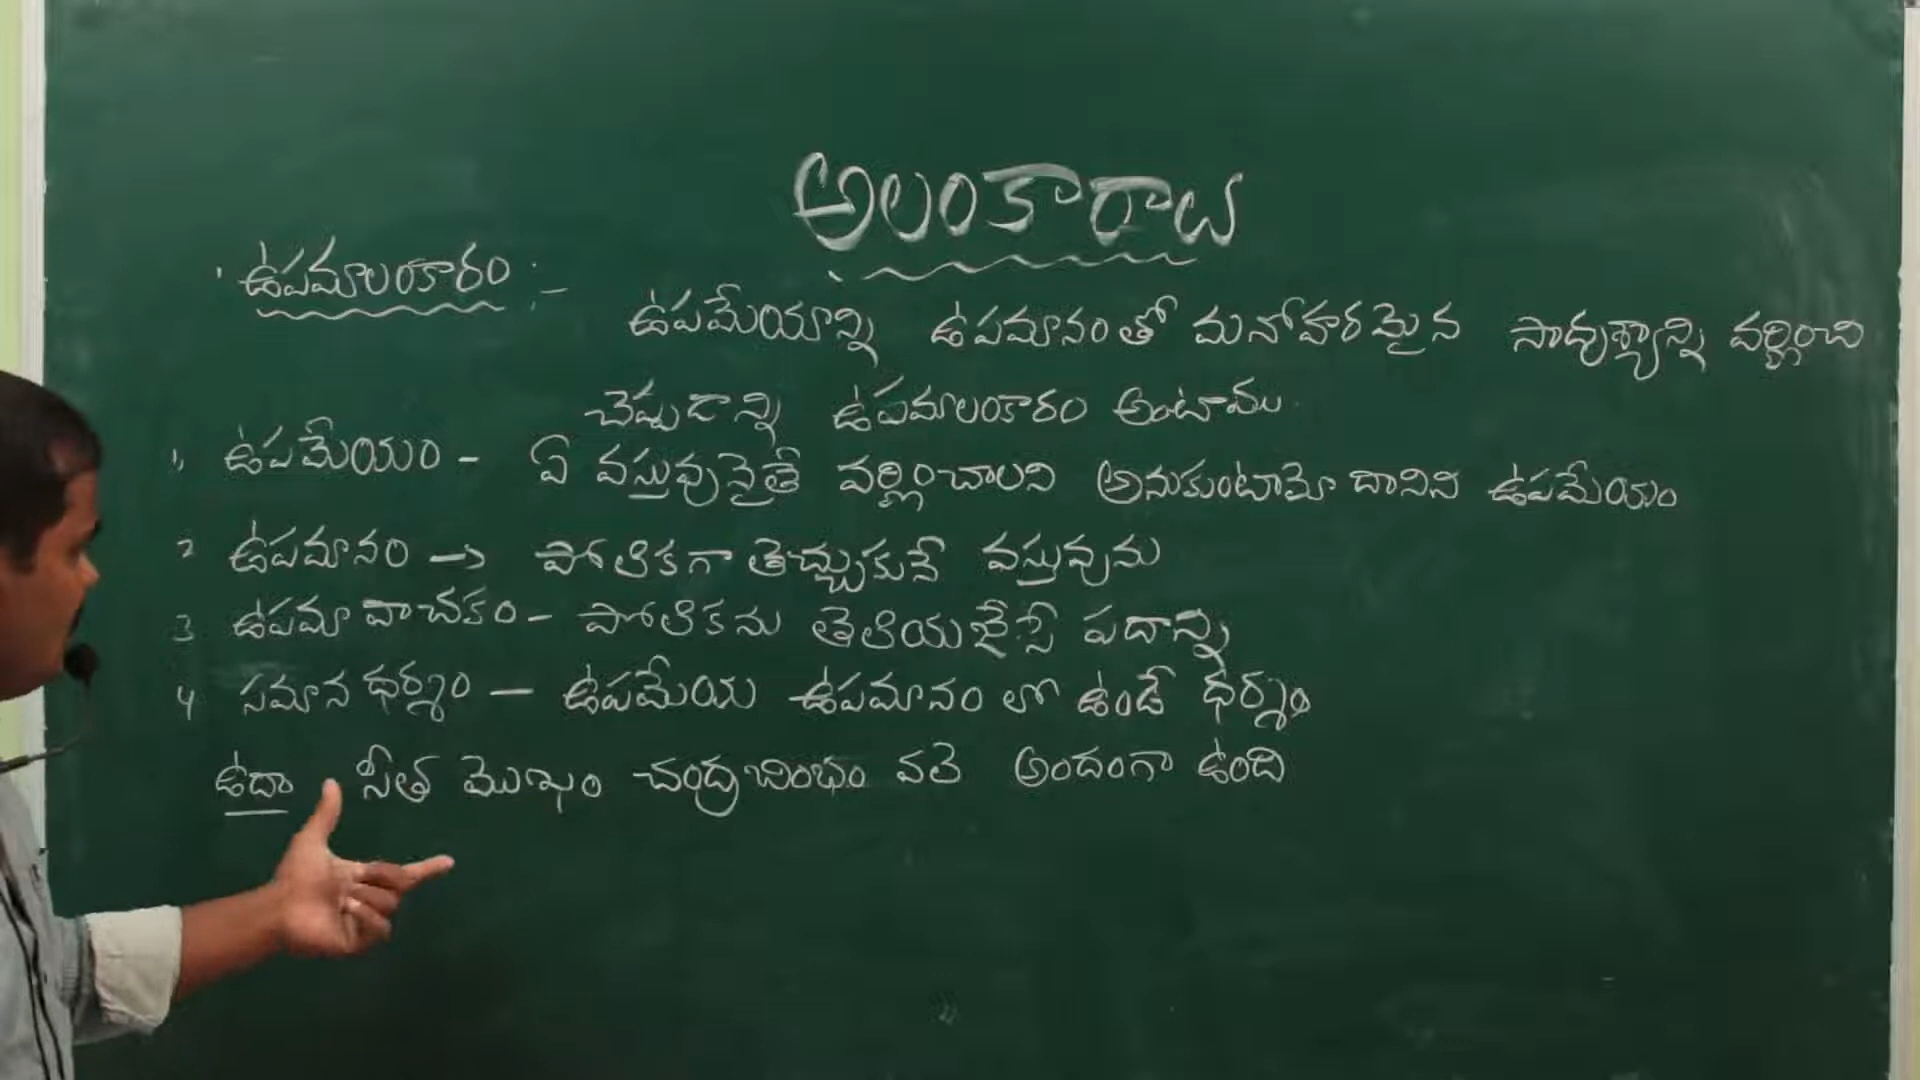 అలంకారాలు
ఉపమాలంకారం :-
ఉపమేయాన్ని ఉపమానంతో మనోహరమైన సాదృశ్యాన్ని వర్ణించి
చెప్పుడాన్ని ఉపమాలంకారం అంటాము.
1, ఉపమేయం - ఏ వస్తువునైతే వర్ణించాలని అనుకుంటామో దానిని ఉపమేయం
2 ఉపమానం → పోలికగా తెచ్చుకునే వస్తువును
3 ఉపమా వాచకం - పోలికను తెలియజేసే పదాన్ని
4 సమాన ధర్మం - ఉపమేయ ఉపమానం లో ఉండే ధర్మం
ఉదా సీత మొఖం చంద్రబింభం వలె అందంగా ఉంది